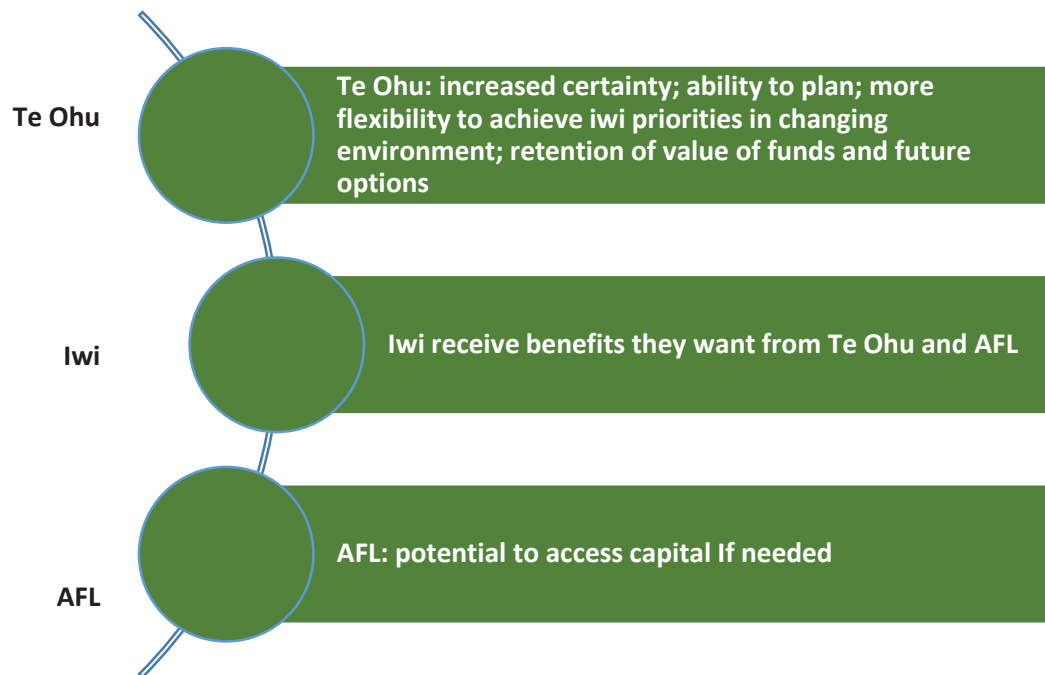 Te Ohu
Te Ohu: increased certainty; ability to plan; more
flexibility to achieve iwi priorities in changing
environment; retention of value of funds and future
options
Iwi
Iwi receive benefits they want from Te Ohu and AFL
AFL
AFL: potential to access capital If needed